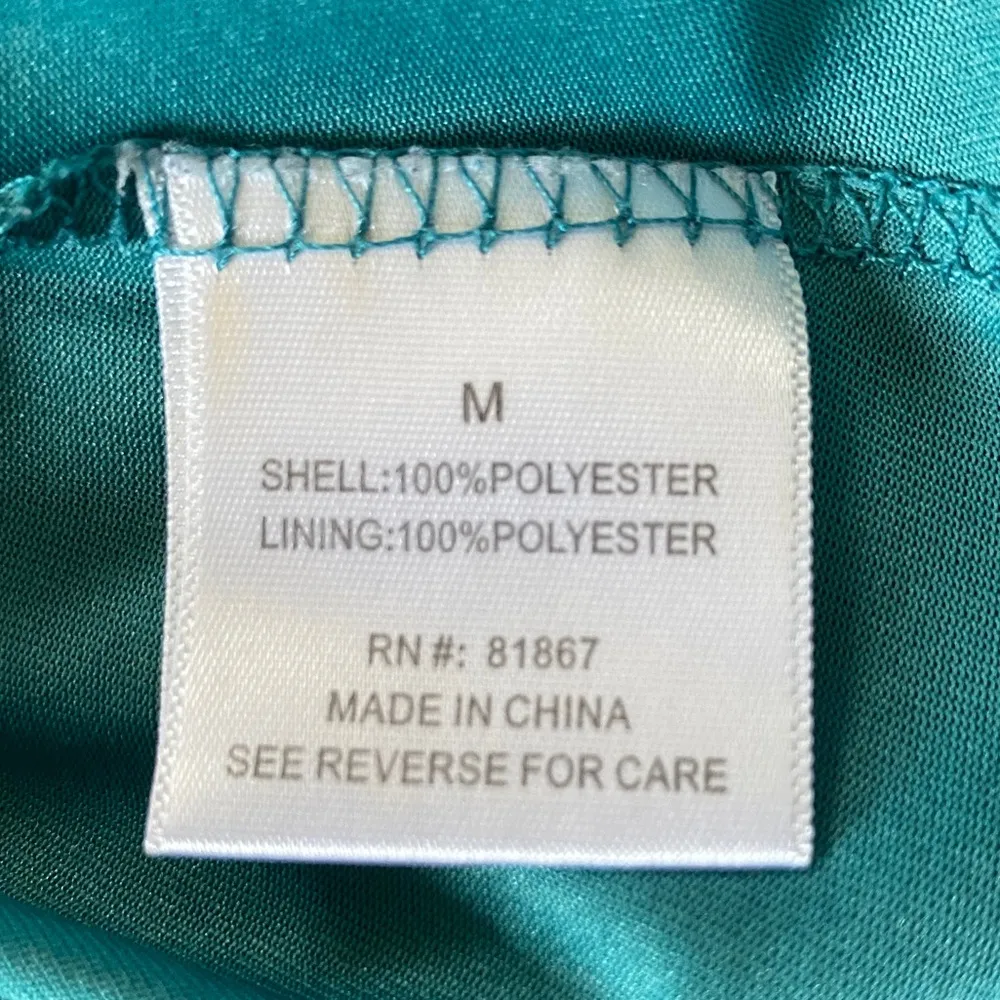 M
SHELL:100%POLYESTER
LINING:100%POLYESTER
RN #: 81867
MADE IN CHINA
SEE REVERSE FOR CARE